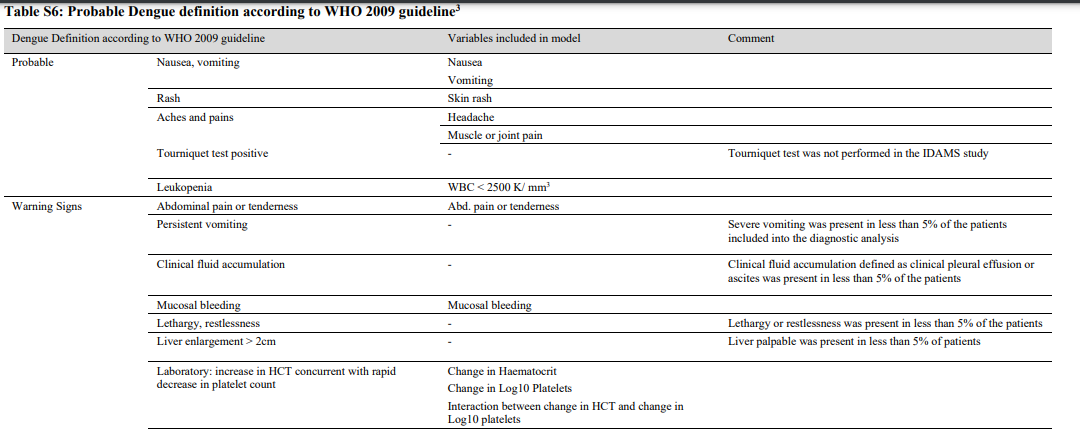 Table S6: Probable Dengue definition according to WHO 2009 guideline³
Dengue Definition according to WHO 2009 guideline Variables included in model Comment
Probable Nausea, vomiting Nausea
Vomiting
Rash Skin rash
Aches and pains Headache
Muscle or joint pain
Tourniquet test positive - Tourniquet test was not performed in the IDAMS study
Leukopenia WBC < 2500 K/ mm³
Warning Signs Abdominal pain or tenderness Abd. pain or tenderness
Persistent vomiting - Severe vomiting was present in less than 5% of the patients
included into the diagnostic analysis
Clinical fluid accumulation - Clinical fluid accumulation defined as clinical pleural effusion or
ascites was present in less than 5% of the patients
Mucosal bleeding Mucosal bleeding
Lethargy, restlessness - Lethargy or restlessness was present in less than 5% of the patients
Liver enlargement > 2cm - Liver palpable was present in less than 5% of patients
Laboratory: increase in HCT concurrent with rapid Change in Haematocrit
decrease in platelet count Change in Log10 Platelets
Interaction between change in HCT and change in
Log10 platelets